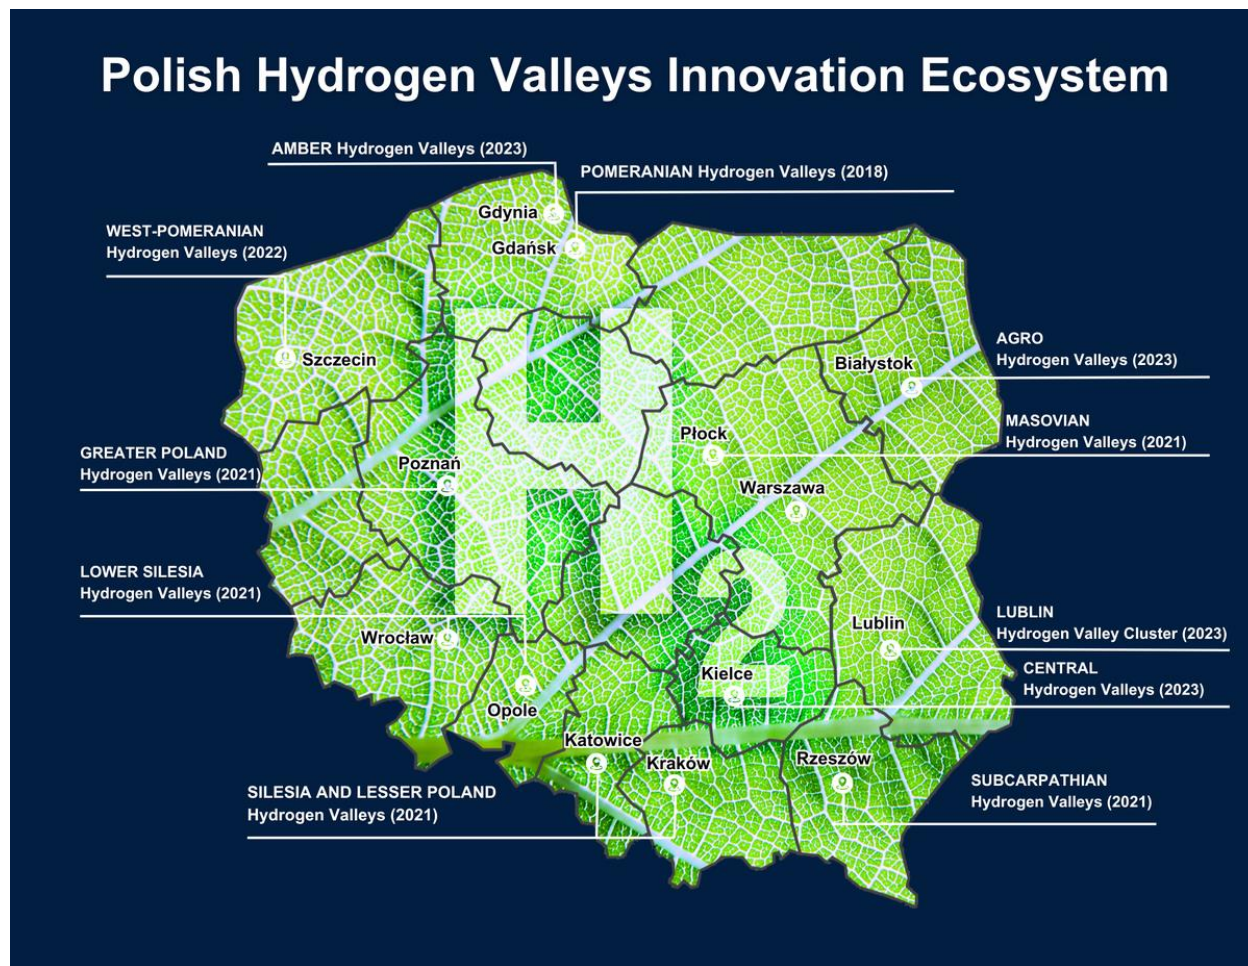 Polish Hydrogen Valleys Innovation Ecosystem
AMBER Hydrogen Valleys (2023)
POMERANIAN Hydrogen Valleys (2018)
Gdynia
Gdańsk
WEST-POMERANIAN
Hydrogen Valleys (2022)
Szczecin
AGRO
Hydrogen Valleys (2023)
Białystok
MASOVIAN
Hydrogen Valleys (2021)
Płock
GREATER POLAND
Hydrogen Valleys (2021)
Poznań
Warszawa
H2
LOWER SILESIA
Hydrogen Valleys (2021)
Wrocław
Lublin
LUBLIN
Hydrogen Valley Cluster (2023)
Kielce
CENTRAL
Hydrogen Valleys (2023)
Opole
Katowice
Kraków
Rzeszów
SILESIA AND LESSER POLAND
Hydrogen Valleys (2021)
SUBCARPATHIAN
Hydrogen Valleys (2021)